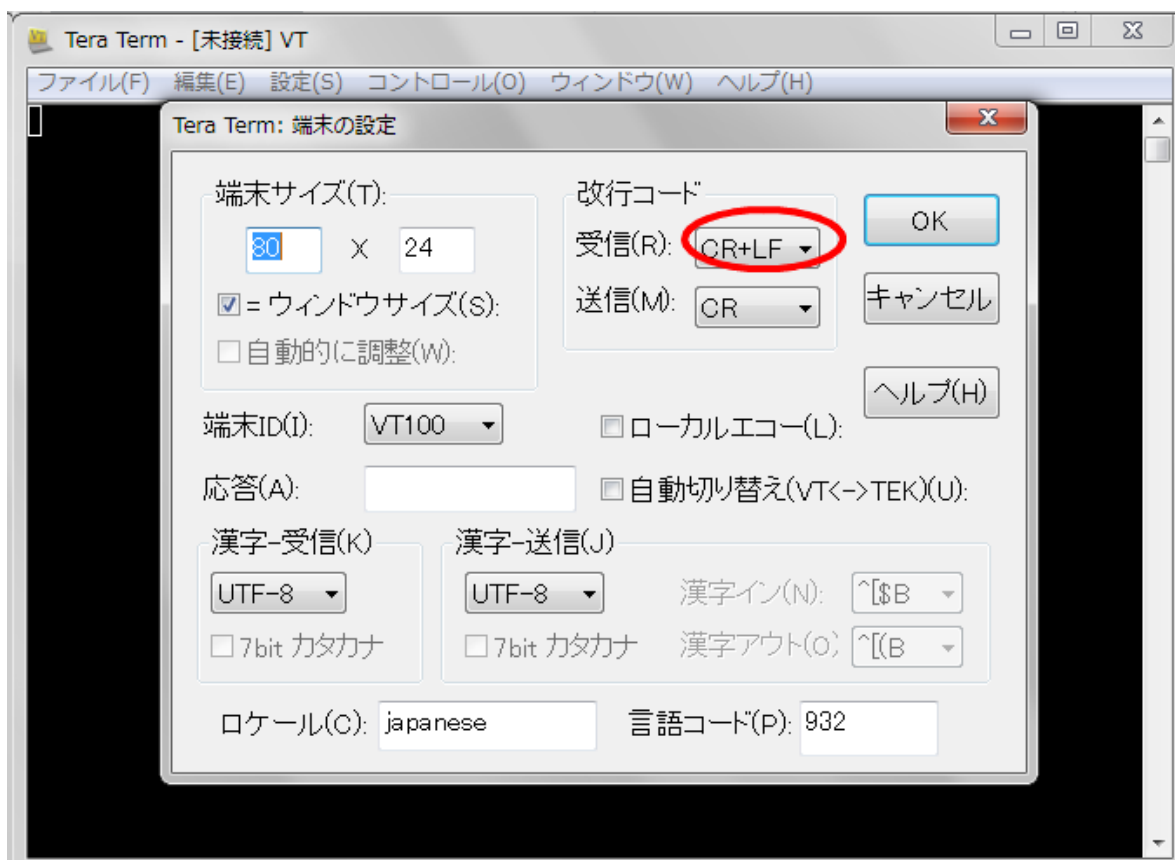 Tera Term - [未接続] VT
ファイル(F) 編集(E) 設定(S) コントロール(O) ウィンドウ(W) ヘルプ(H)
Tera Term: 端末の設定
端末サイズ(T):
80 X 24
= ウィンドウサイズ(S):
自動的に調整(W):
改行コード
受信(R): CR+LF
送信(M): CR
OK
キャンセル
ヘルプ(H)
端末ID(I): VT100
ローカルエコー(L):
応答(A):
自動切り替え(VT<->TEK)(U):
漢字-受信(K)
UTF-8
7bit カタカナ
漢字-送信(J)
UTF-8
7bit カタカナ
漢字イン(N): ^[$B
漢字アウト(O) ^[(B
ロケール(C): japanese
言語コード(P): 932